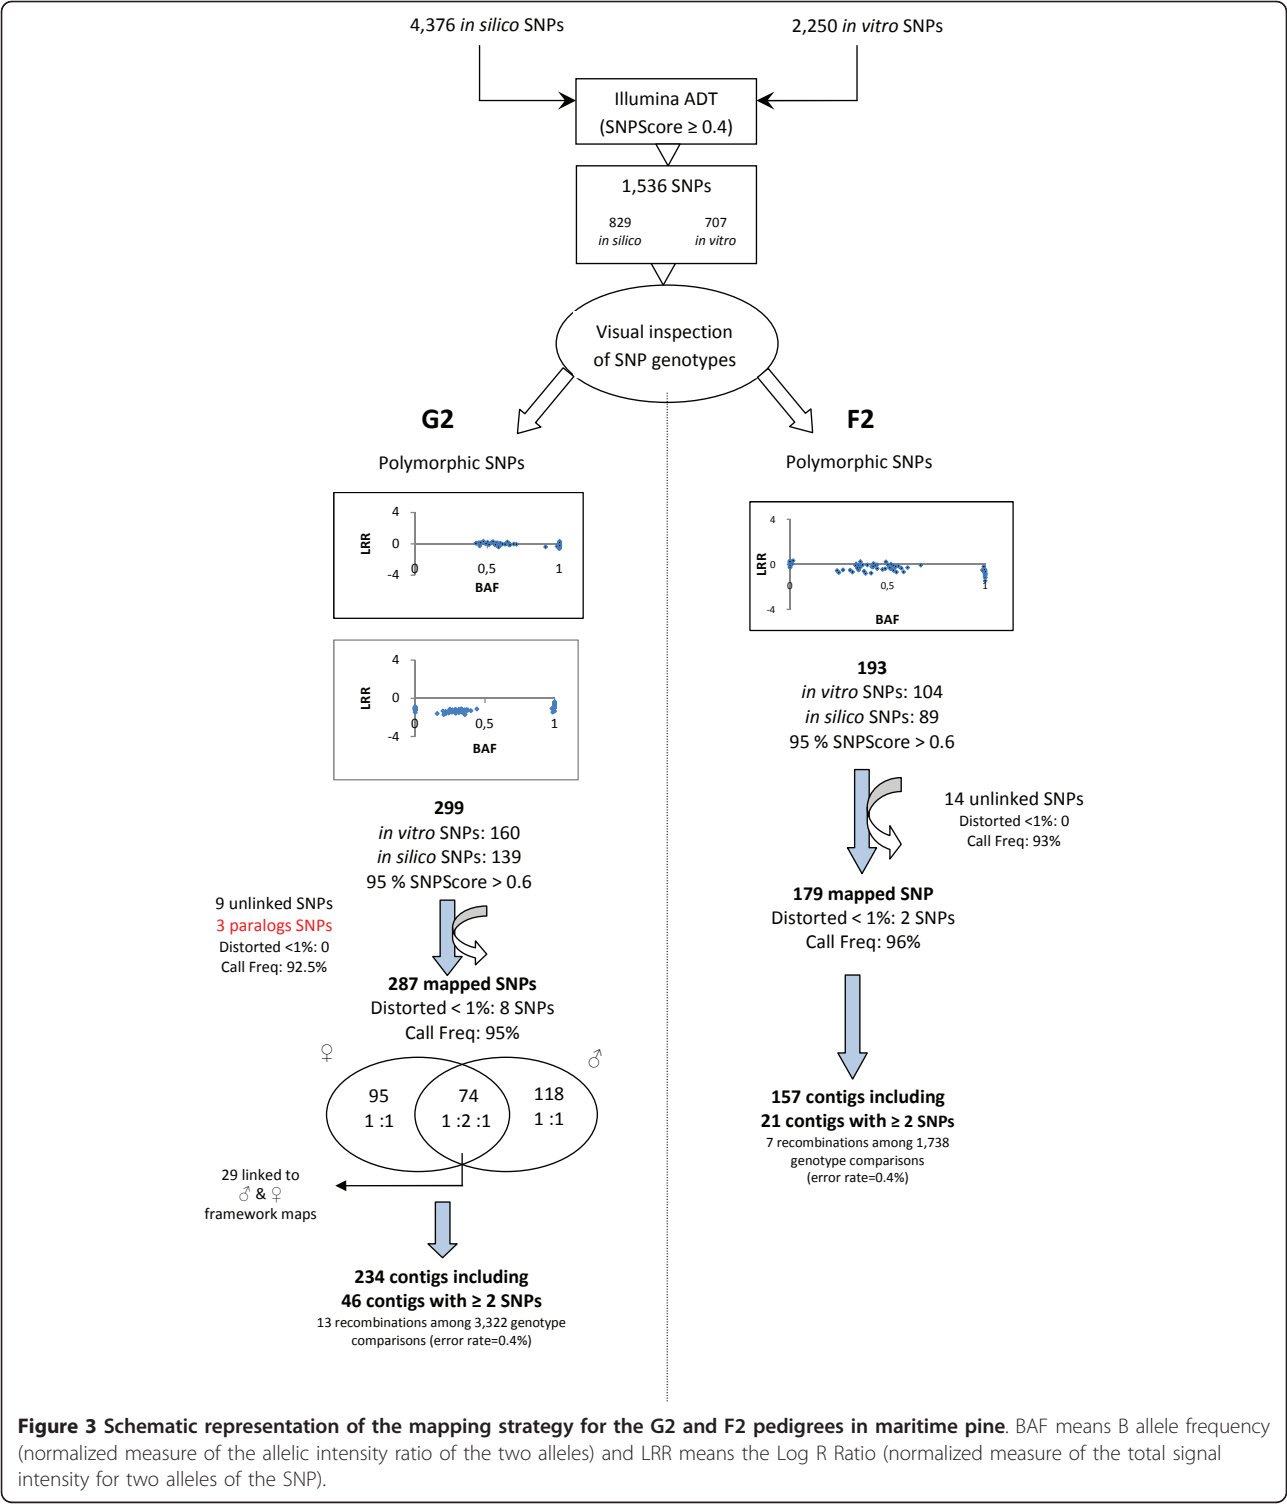 4,376 in silico SNPs
2,250 in vitro SNPs
Illumina ADT
(SNPScore ≥ 0.4)
1,536 SNPs
829
in silico
707
in vitro
Visual inspection
of SNP genotypes
G2
Polymorphic SNPs
4
0
-4
LRR
0
0,5
1
BAF
4
0
-4
LRR
0
0,5
1
BAF
299
in vitro SNPs: 160
in silico SNPs: 139
95 % SNPScore > 0.6
9 unlinked SNPs
3 paralogs SNPs
Distorted <1%: 0
Call Freq: 92.5%
287 mapped SNPs
Distorted < 1%: 8 SNPs
Call Freq: 95%
♀
♂
95
1 :1
74
1 :2 :1
118
1 :1
29 linked to
♂ & ♀
framework maps
234 contigs including
46 contigs with ≥ 2 SNPs
13 recombinations among 3,322 genotype
comparisons (error rate=0.4%)
F2
Polymorphic SNPs
4
0
-4
LRR
0
0,5
1
BAF
193
in vitro SNPs: 104
in silico SNPs: 89
95 % SNPScore > 0.6
14 unlinked SNPs
Distorted <1%: 0
Call Freq: 93%
179 mapped SNP
Distorted < 1%: 2 SNPs
Call Freq: 96%
157 contigs including
21 contigs with ≥ 2 SNPs
7 recombinations among 1,738
genotype comparisons
(error rate=0.4%)
Figure 3 Schematic representation of the mapping strategy for the G2 and F2 pedigrees in maritime pine. BAF means B allele frequency
(normalized measure of the allelic intensity ratio of the two alleles) and LRR means the Log R Ratio (normalized measure of the total signal
intensity for two alleles of the SNP).